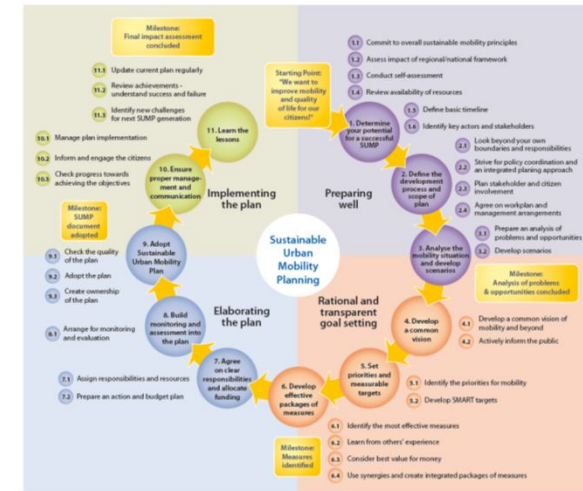 Milestone:
Final impact assessment
concluded
11.1 Update current plan regularly
11.2 Review achievements -
understand success and failure
11.3 Identify new challenges
for next SUMP generation
10.1 Manage plan implementation
10.2 Inform and engage the citizens
10.3 Check progress towards
achieving the objectives
Milestone:
SUMP
document
adopted
9.1 Check the quality
of the plan
9.2 Adopt the plan
9.3 Create ownership
of the plan
8.1 Arrange for monitoring
and evaluation
7.1 Assign responsibilities and resources
7.2 Prepare an action and budget plan
Starting Point:
"We want to
improve mobility
and quality
of life for our
citizens!"
1.1 Commit to overall sustainable mobility
principles
1.2 Assess impact of regional/national framework
1.3 Conduct self-assessment
1.4 Review availability of resources
1.5 Define basic timeline
1.6 Identify key actors and stakeholders
2.1 Look beyond your own
boundaries and responsibilities
2.2 Strive for policy coordination and
an integrated planning approach
2.3 Plan stakeholder and citizen
involvement
2.4 Agree on workplan and
management arrangements
3.1 Prepare an analysis of
problems and opportunities
3.2 Develop scenarios
Milestone:
Analysis of problems
& opportunities concluded
4.1 Develop a common vision of
mobility and beyond
4.2 Actively inform the public
5.1 Identify the priorities for mobility
5.2 Develop SMART targets
6.1 Identify the most effective measures
6.2 Learn from others' experience
6.3 Consider best value for money
6.4 Use synergies and create integrated packages of measures
Milestone:
Measures
identified
1. Determine
your potential
for a successful
SUMP
2. Define the
development
process and
scope of
plan
3. Analyse the
mobility situation
and develop
scenarios
4. Develop
a common
vision
5. Set
priorities and
measurable
targets
6. Develop
effective
packages of
measures
7. Agree
on clear
responsibilities
and allocate
funding
8. Build
monitoring and
assessment into
the plan
9. Adopt
Sustainable
Urban Mobility
Plan
10. Ensure
proper manage-
ment and
communication
11. Learn the
lessons
Implementing
the plan
Preparing
well
Sustainable
Urban
Mobility
Planning
Elaborating
the plan
Rational and
transparent
goal setting